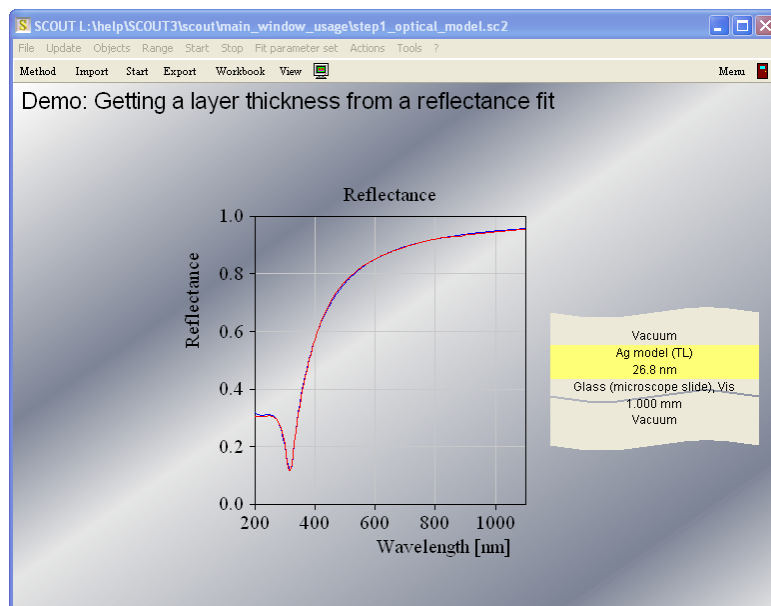 SCOUT L:\help\SCOUT3\scout\main_window_usage\step1_optical_model.sc2
File Update Objects Range Start Stop Fit parameter set Actions Tools ?
Method Import Start Export Workbook View Menu
Demo: Getting a layer thickness from a reflectance fit
Reflectance
1.0
0.8
0.6
0.4
0.2
0.0
Reflectance
200 400 600 800 1000
Wavelength [nm]
Vacuum
Ag model (TL)
26.8 nm
Glass (microscope slide), Vis
1.000 mm
Vacuum